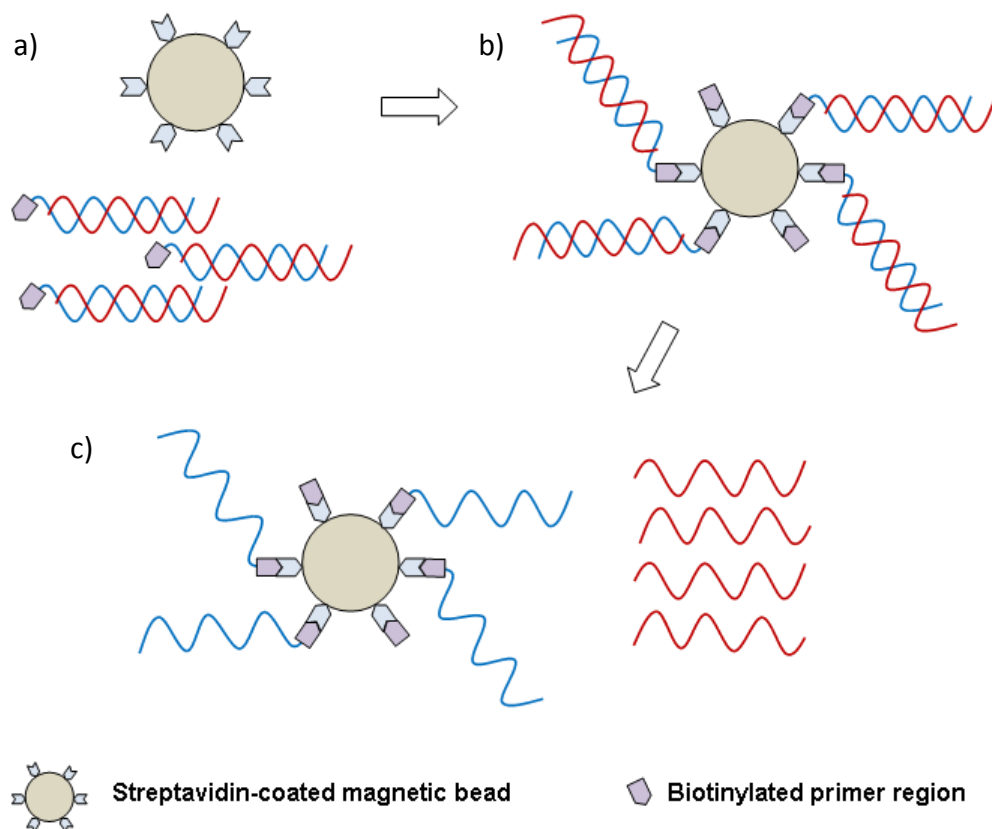 a)
b)
c)
Streptavidin-coated magnetic bead
Biotinylated primer region